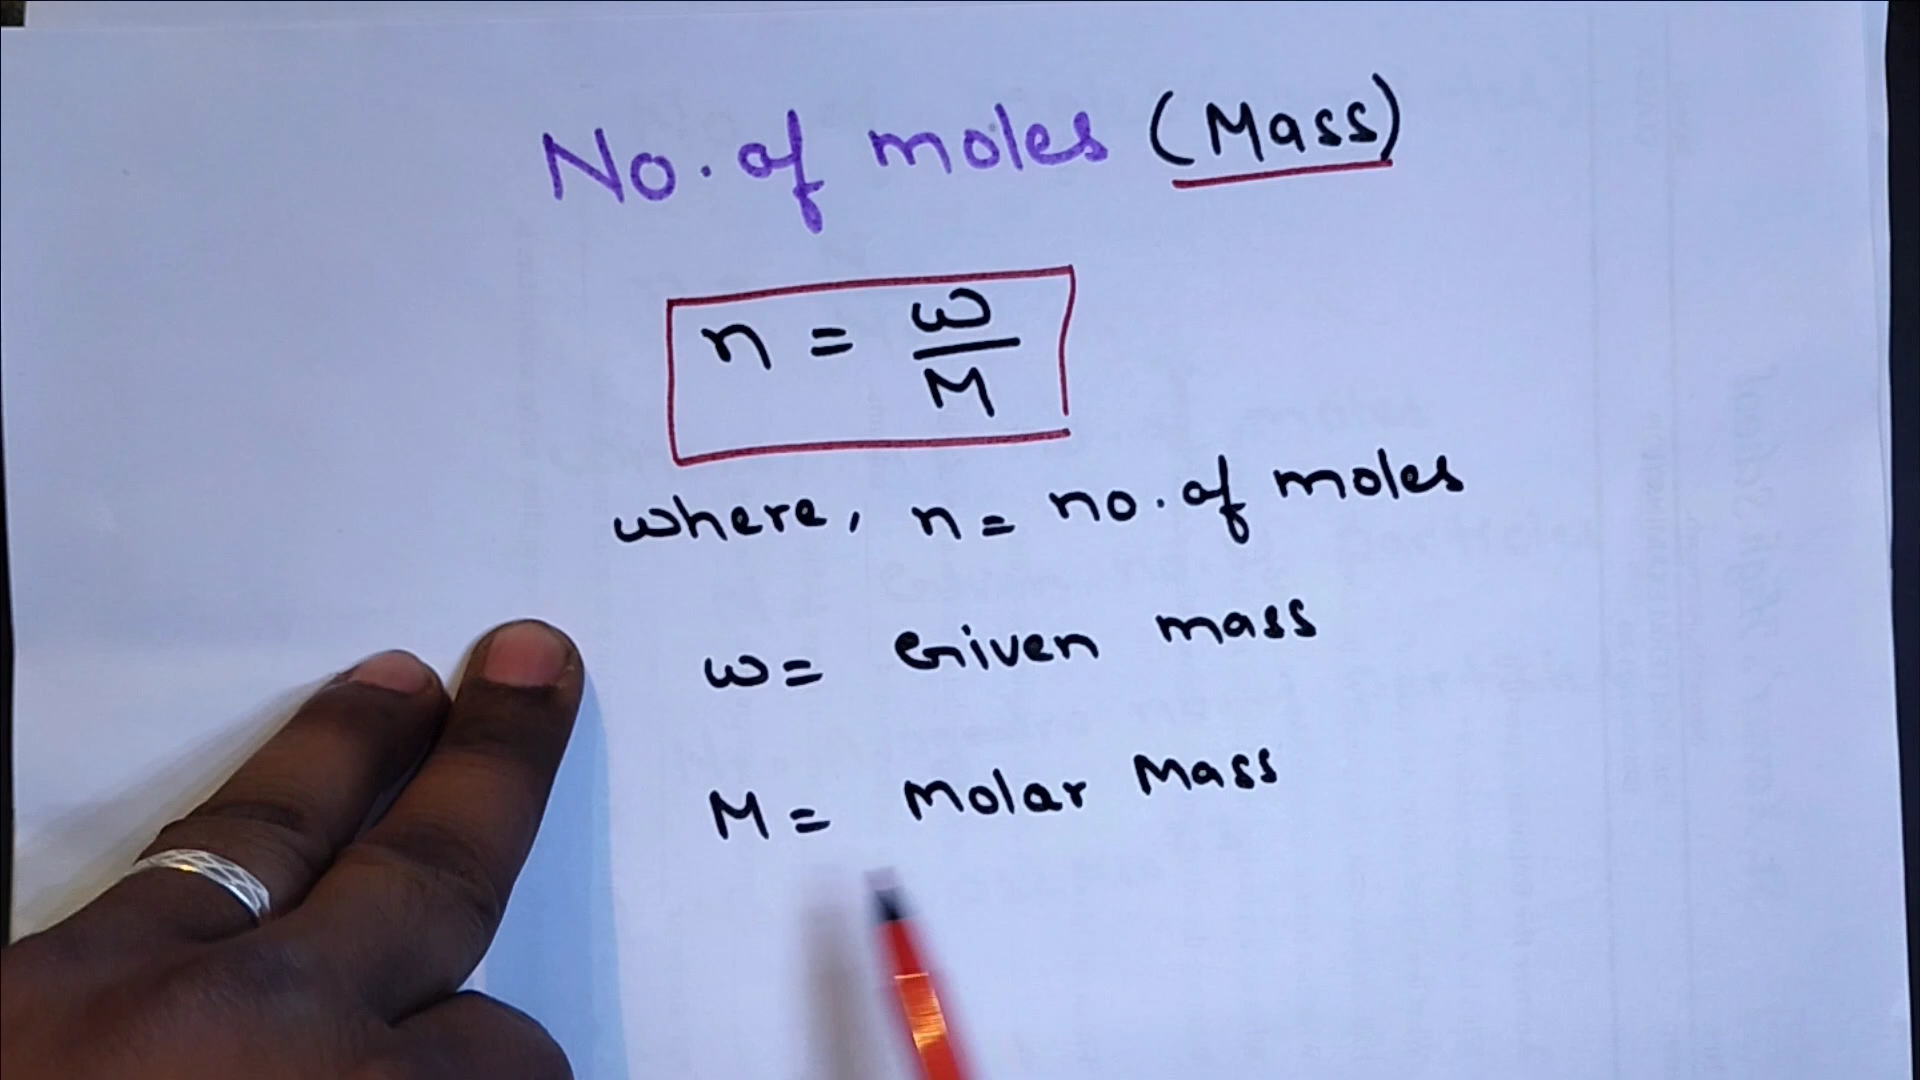 No. of moles (Mass)
n = w/M
where, n = no. of moles
w = Given mass
M = Molar Mass